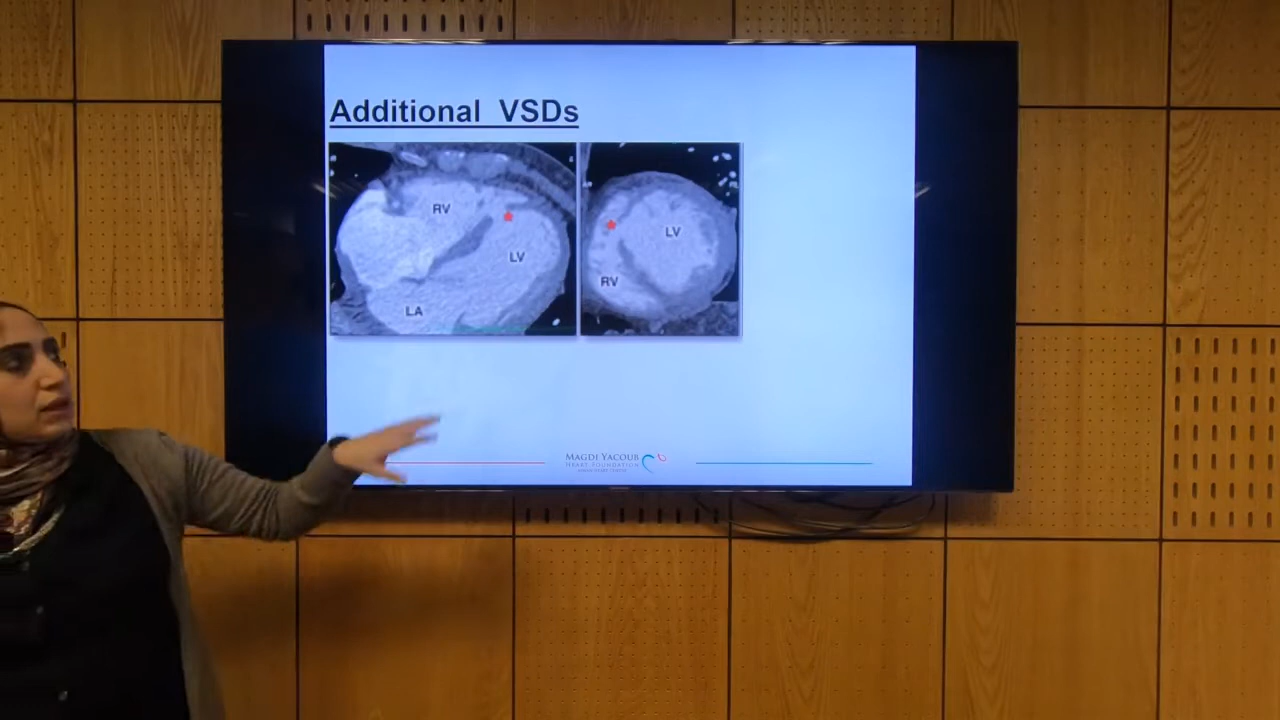 Additional VSDs
RV
LV
LA
LV
RV
MAGDI YACOUB
HEART FOUNDATION